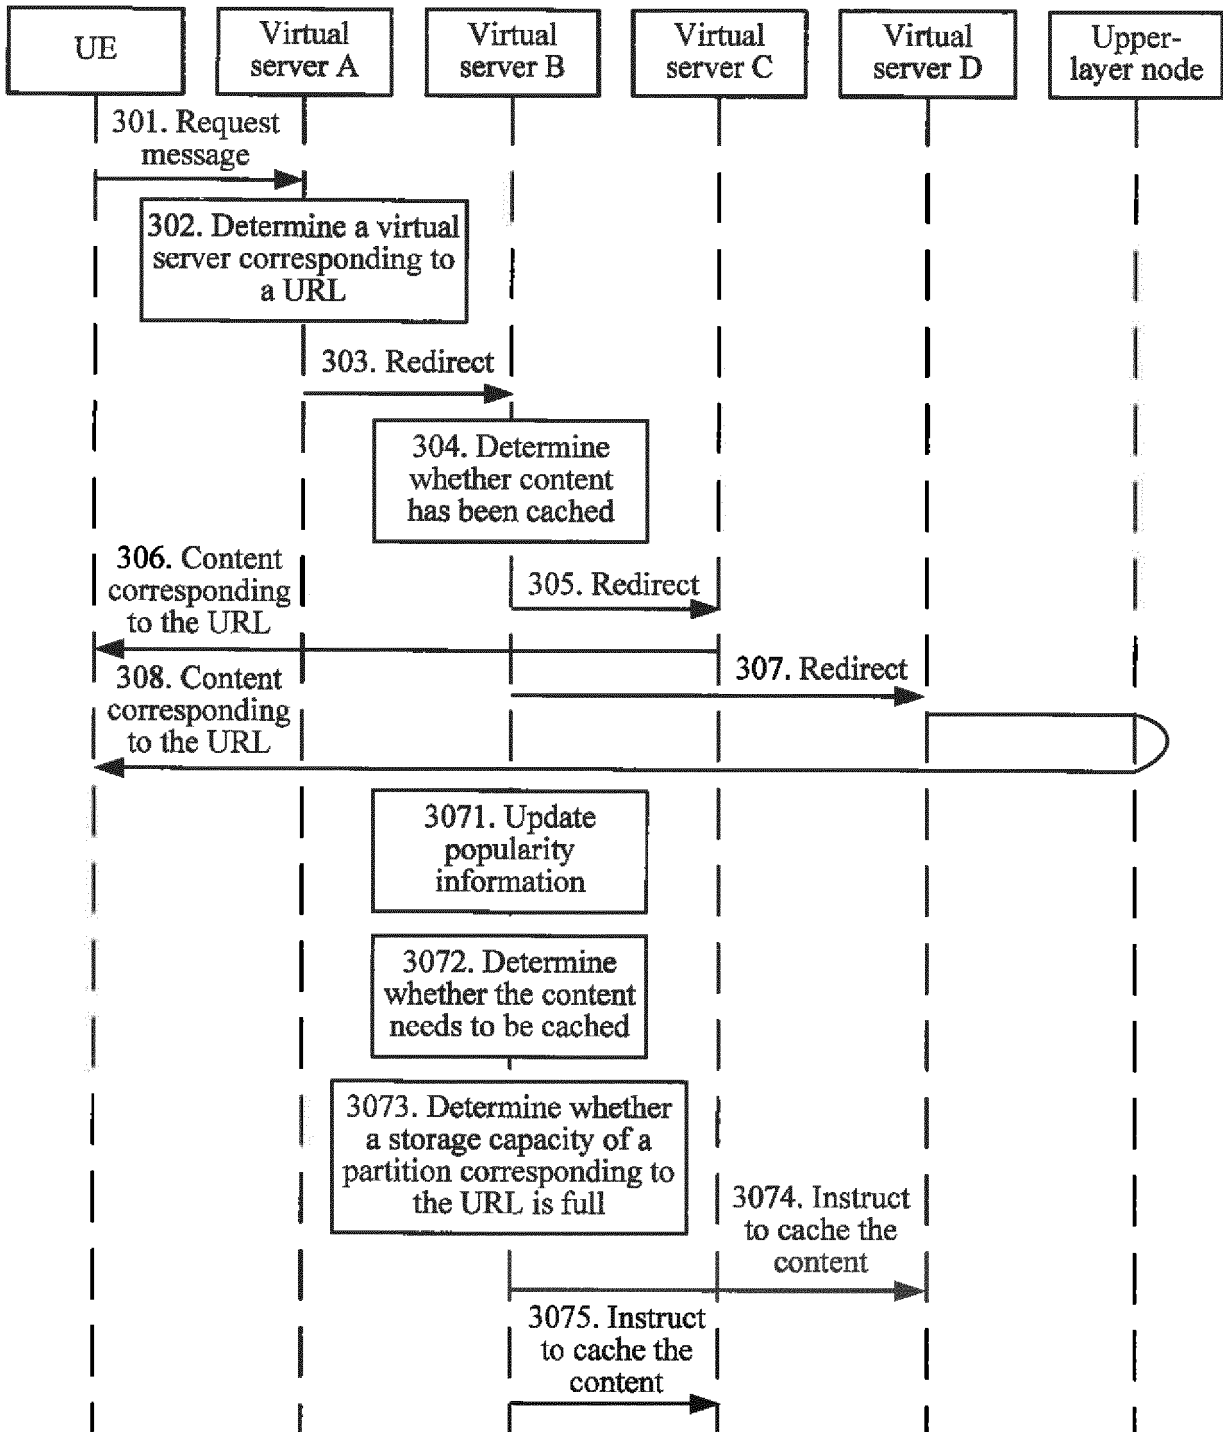 UE
Virtual
server A
Virtual
server B
Virtual
server C
Virtual
server D
Upper-
layer node
301. Request
message
302. Determine a virtual
server corresponding to
a URL
303. Redirect
304. Determine
whether content
has been cached
305. Redirect
306. Content
corresponding
to the URL
307. Redirect
308. Content
corresponding
to the URL
3071. Update
popularity
information
3072. Determine
whether the content
needs to be cached
3073. Determine whether
a storage capacity of a
partition corresponding to
the URL is full
3074. Instruct
to cache the
content
3075. Instruct
to cache the
content